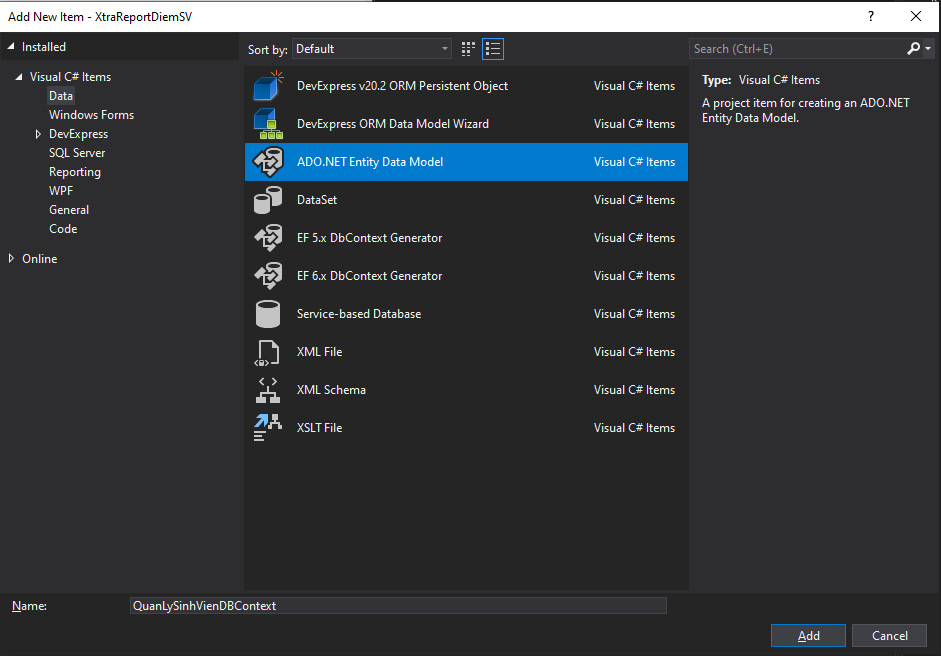 Add New Item - XtraReportDiemSV ?
Installed
Sort by: Default
Search (Ctrl+E)
Visual C# Items
Data
Windows Forms
DevExpress
SQL Server
Reporting
WPF
General
Code
Online
DevExpress v20.2 ORM Persistent Object Visual C# Items
DevExpress ORM Data Model Wizard Visual C# Items
ADO.NET Entity Data Model Visual C# Items
DataSet Visual C# Items
EF 5.x DbContext Generator Visual C# Items
EF 6.x DbContext Generator Visual C# Items
Service-based Database Visual C# Items
XML File Visual C# Items
XML Schema Visual C# Items
XSLT File Visual C# Items
Type: Visual C# Items
A project item for creating an ADO.NET
Entity Data Model.
Name: QuanLySinhVienDBContext
Add Cancel